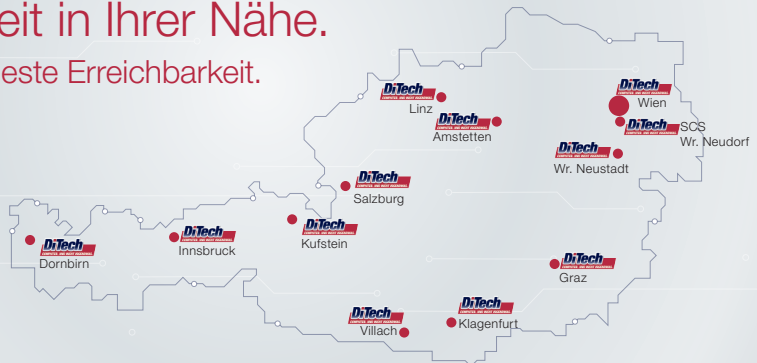 eit in Ihrer Nähe.
este Erreichbarkeit.
DiTech
Linz
DiTech
Wien
DiTech
Amstetten
DiTech SCS
Wr. Neudorf
DiTech
Wr. Neustadt
DiTech
Salzburg
DiTech
Kufstein
DiTech
Innsbruck
DiTech
Dornbirn
DiTech
Graz
DiTech
Klagenfurt
DiTech
Villach